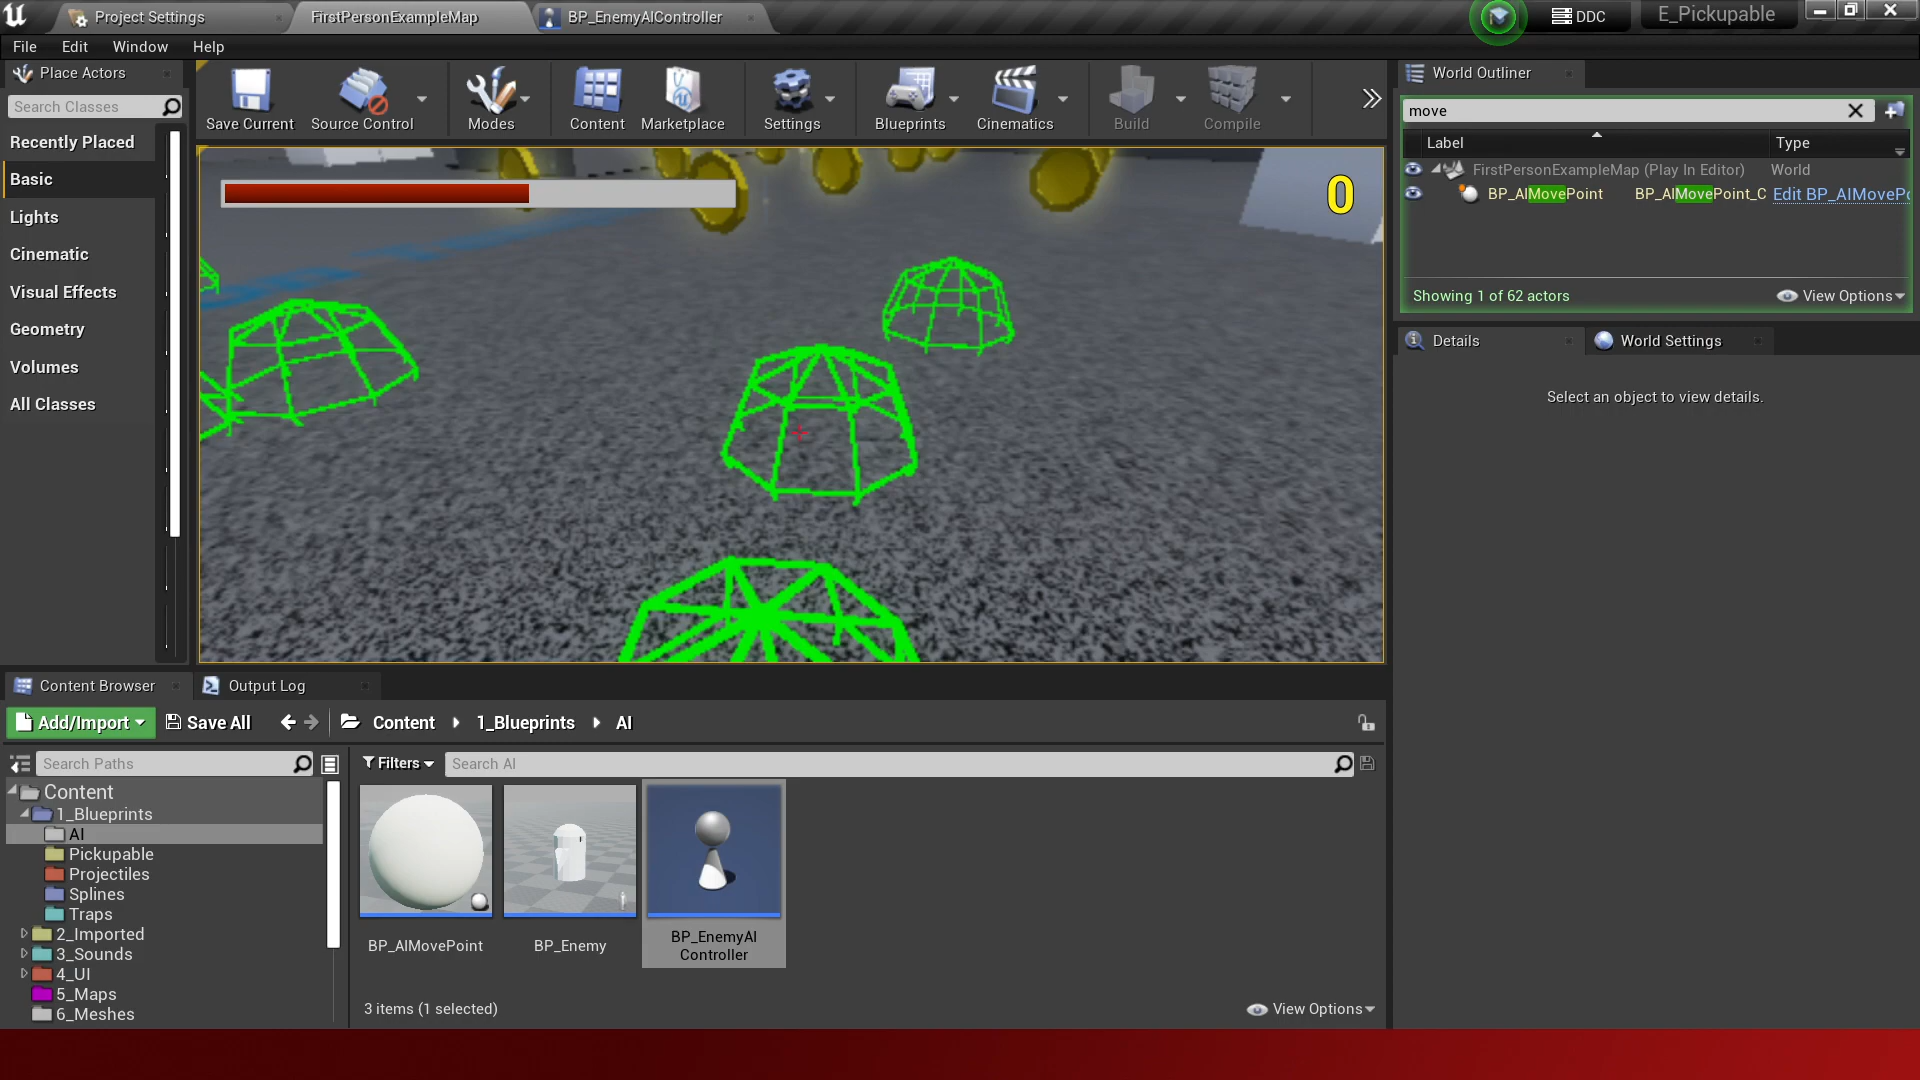 Project Settings
FirstPersonExampleMap
BP_EnemyAIController
DDC
E_Pickupable
File Edit Window Help
Place Actors
Search Classes
Recently Placed
Basic
Lights
Cinematic
Visual Effects
Geometry
Volumes
All Classes
Save Current
Source Control
Modes
Content
Marketplace
Settings
Blueprints
Cinematics
Build
Compile
0
World Outliner
move
Label Type
FirstPersonExampleMap (Play In Editor) World
BP_AIMovePoint BP_AIMovePoint_C Edit BP_AIMovePo
Showing 1 of 62 actors
View Options
Details
World Settings
Select an object to view details.
Content Browser
Output Log
Add/Import
Save All
Content
1_Blueprints
AI
Search Paths
Filters
Search AI
Content
1_Blueprints
AI
Pickupable
Projectiles
Splines
Traps
2_Imported
3_Sounds
4_UI
5_Maps
6_Meshes
BP_AIMovePoint
BP_Enemy
BP_EnemyAI
Controller
3 items (1 selected)
View Options